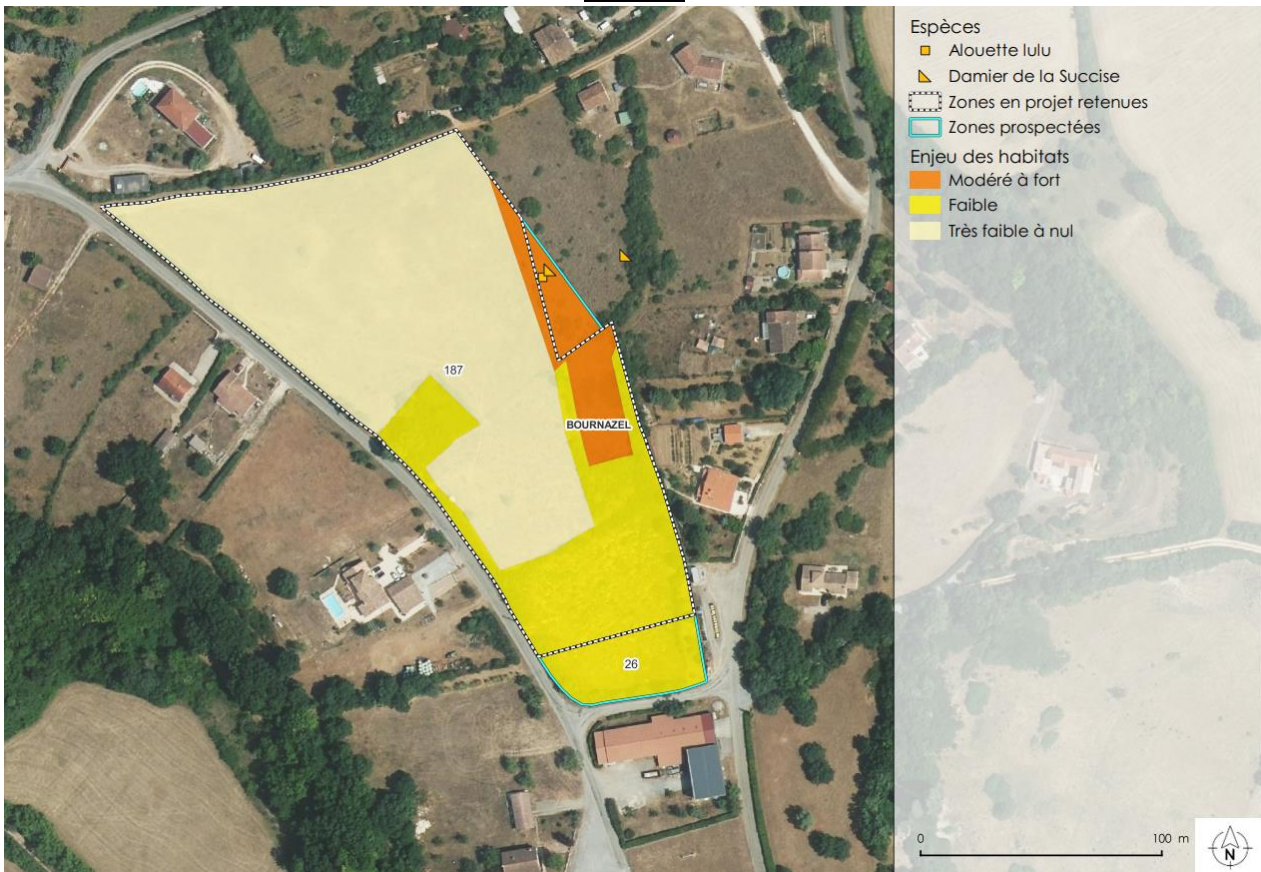 Espèces
Alouette lulu
Damier de la Succise
Zones en projet retenues
Zones prospectées
Enjeu des habitats
Modéré à fort
Faible
Très faible à nul
187
BOURNAZEL
26
0 100 m
N